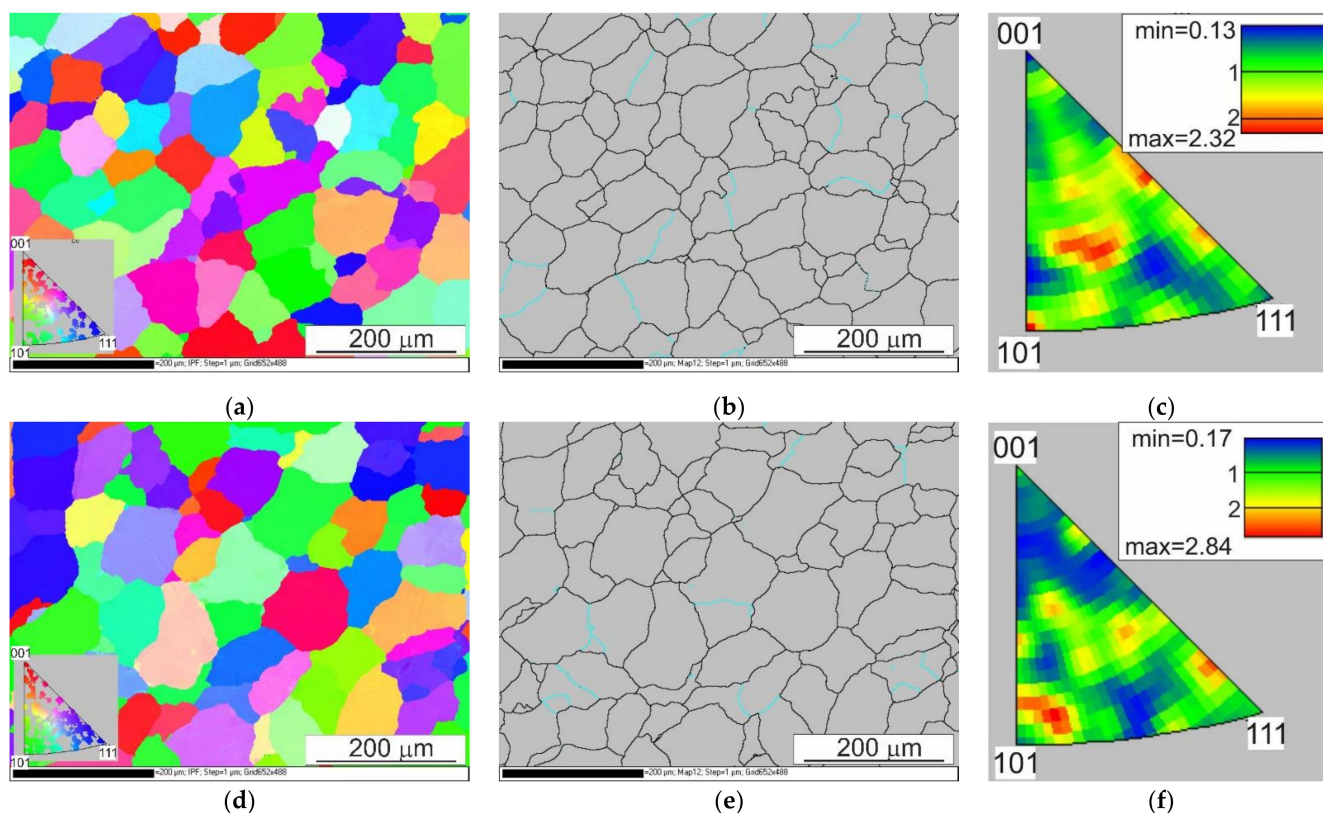 001
111
101
200 µm
=200 µm; IPF; Step=1 µm; Grid652x488
(a)
200 µm
=200 µm; Map12; Step=1 µm; Grid652x488
(b)
001
min=0.13
1
2
max=2.32
111
101
(c)
001
111
101
200 µm
=200 µm; IPF; Step=1 µm; Grid652x488
(d)
200 µm
=200 µm; Map12; Step=1 µm; Grid652x488
(e)
001
min=0.17
1
2
max=2.84
111
101
(f)